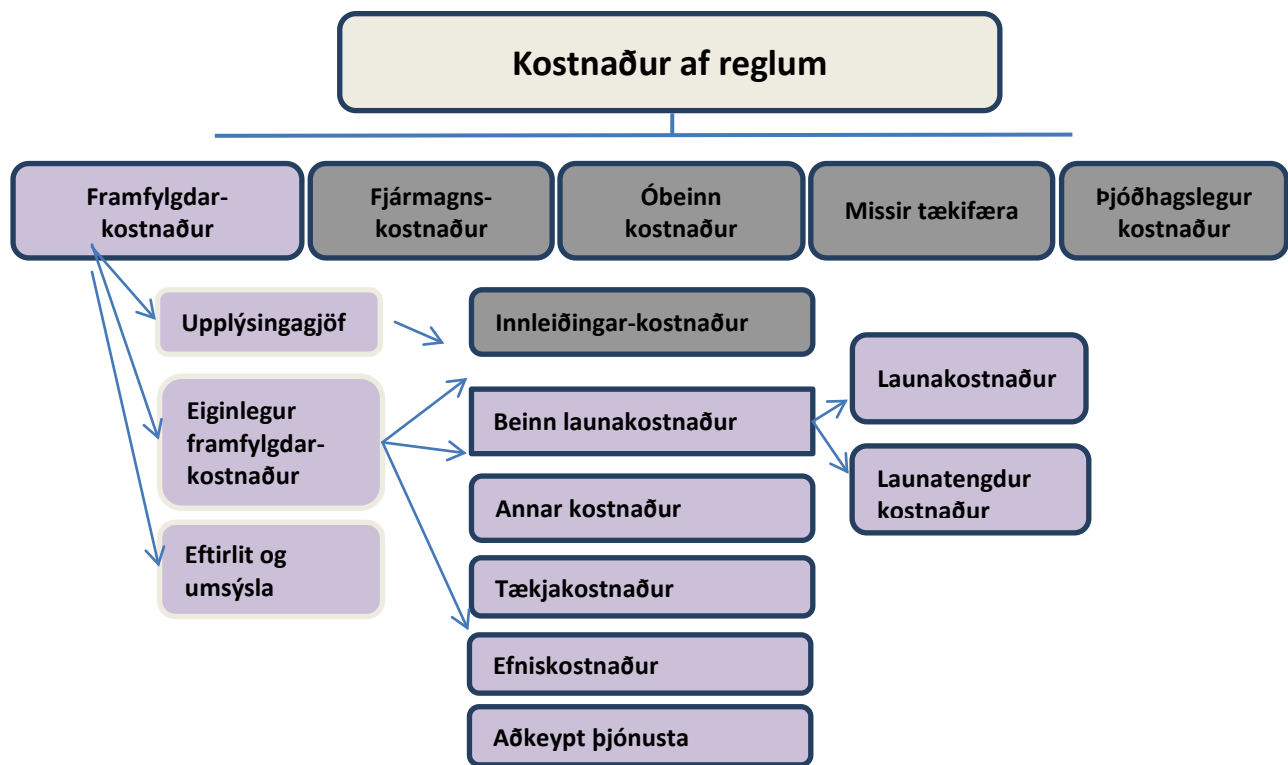 Kostnaður af reglum
Framfylgdar-
kostnaður
Fjármagns-
kostnaður
Óbeinn
kostnaður
Missir tækifæra
Þjóðhagslegur
kostnaður
Upplýsingagjöf
Eiginlegur
framfylgdar-
kostnaður
Eftirlit og
umsýsla
Innleiðingar-kostnaður
Beinn launakostnaður
Annar kostnaður
Tækjakostnaður
Efniskostnaður
Aðkeypt þjónusta
Launakostnaður
Launatengdur
kostnaður